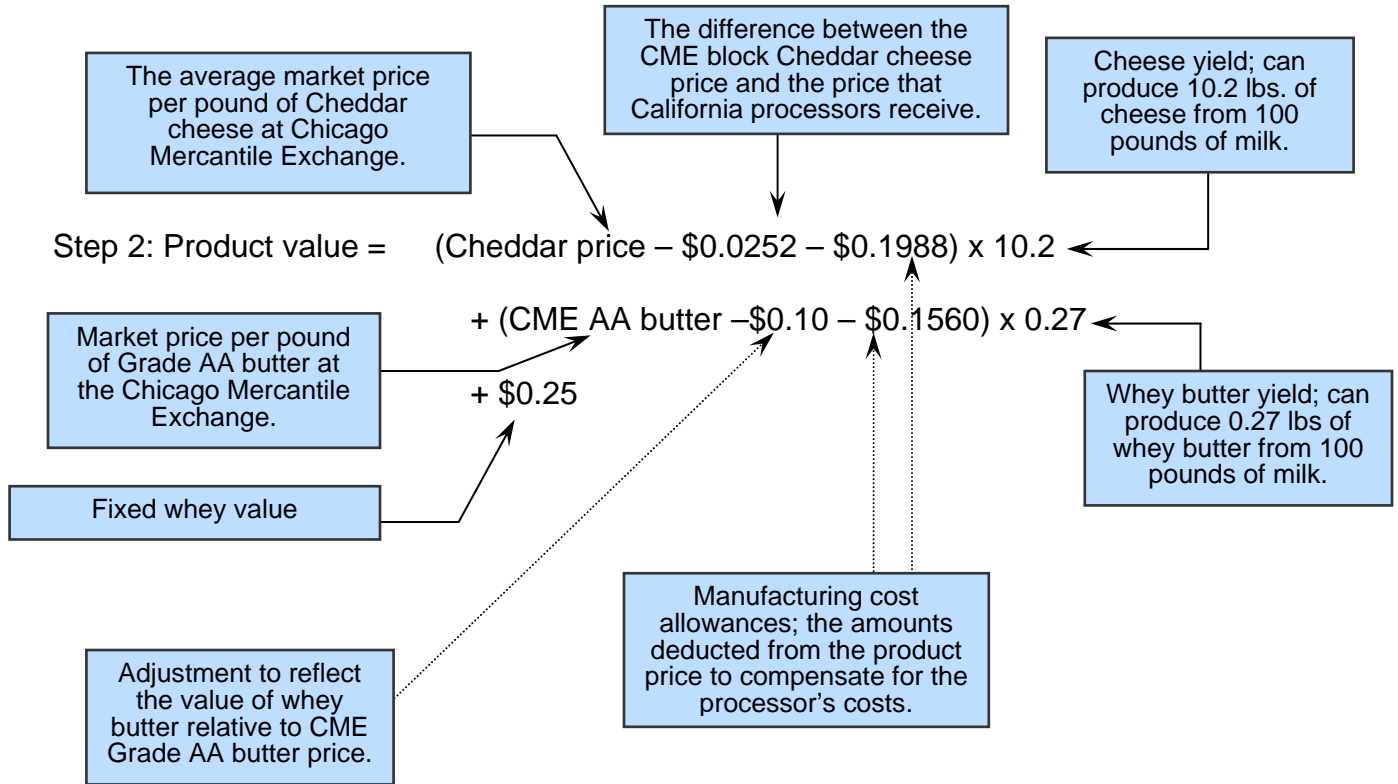 The difference between the
CME block Cheddar cheese
price and the price that
California processors receive.
The average market price
per pound of Cheddar
cheese at Chicago
Mercantile Exchange.
Cheese yield; can
produce 10.2 lbs. of
cheese from 100
pounds of milk.
Step 2: Product value = (Cheddar price – $0.0252 – $0.1988) x 10.2
+ (CME AA butter –$0.10 – $0.1560) x 0.27
Market price per pound
of Grade AA butter at
the Chicago Mercantile
Exchange.
+ $0.25
Whey butter yield; can
produce 0.27 lbs of
whey butter from 100
pounds of milk.
Fixed whey value
Manufacturing cost
allowances; the amounts
deducted from the product
price to compensate for the
processor's costs.
Adjustment to reflect
the value of whey
butter relative to CME
Grade AA butter price.